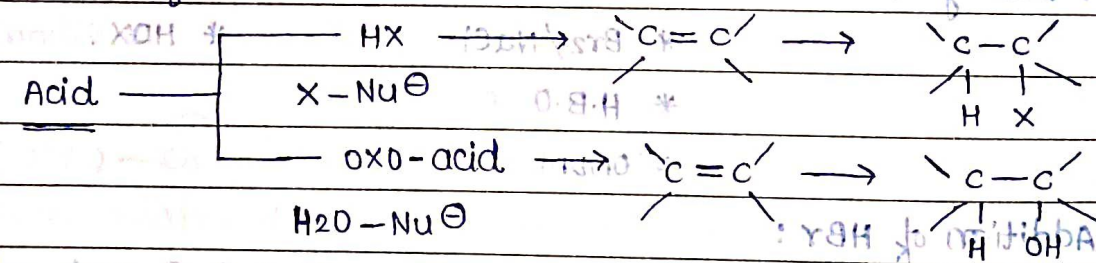 HX → C=C → C–C
H X
Acid
X–Nu⊖
oxo-acid → C=C → C–C
H OH
H2O–Nu⊖